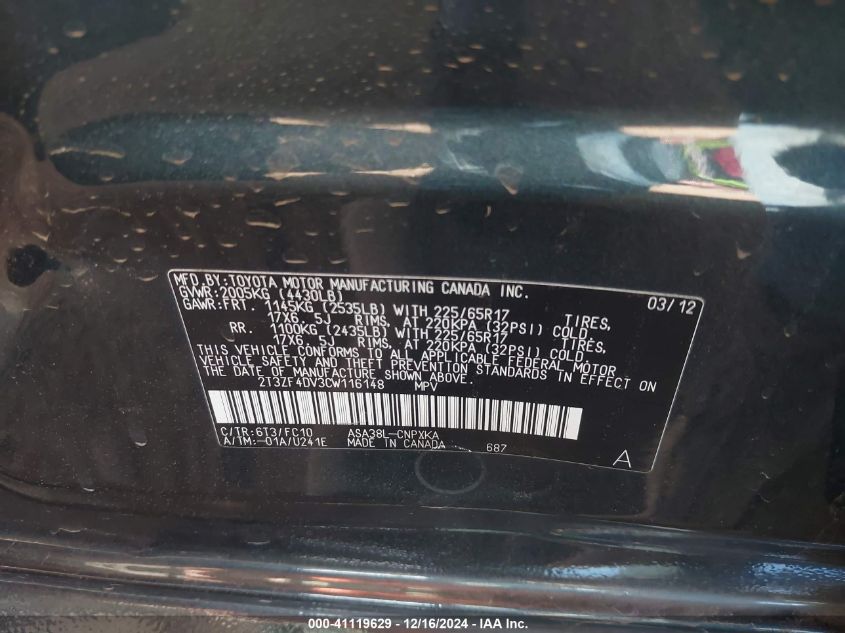 MFD BY:TOYOTA MOTOR MANUFACTURING CANADA INC. 03/12
GVWR:2005KG (4430LB)
GAWR:FRT. 1145KG (2535LB) WITH 225/65R17 TIRES,
17X6. 5J RIMS, AT 220KPA (32PSI) COLD
RR. 1100KG (2435LB) WITH 225/65R17 TIRES,
17X6. 5J RIMS, AT 220KPA (32PSI) COLD.
THIS VEHICLE CONFORMS TO ALL APPLICABLE FEDERAL MOTOR
VEHICLE SAFETY AND THEFT PREVENTION STANDARDS IN EFFECT ON
THE DATE OF MANUFACTURE SHOWN ABOVE.
2T3ZF4DV3CW116148 MPV
C/TR:6T3/FC10 ASA38L-CNPXKA
A/TM:-01A/U241E MADE IN CANADA 687 A
000-41119629 - 12/16/2024 - IAA Inc.